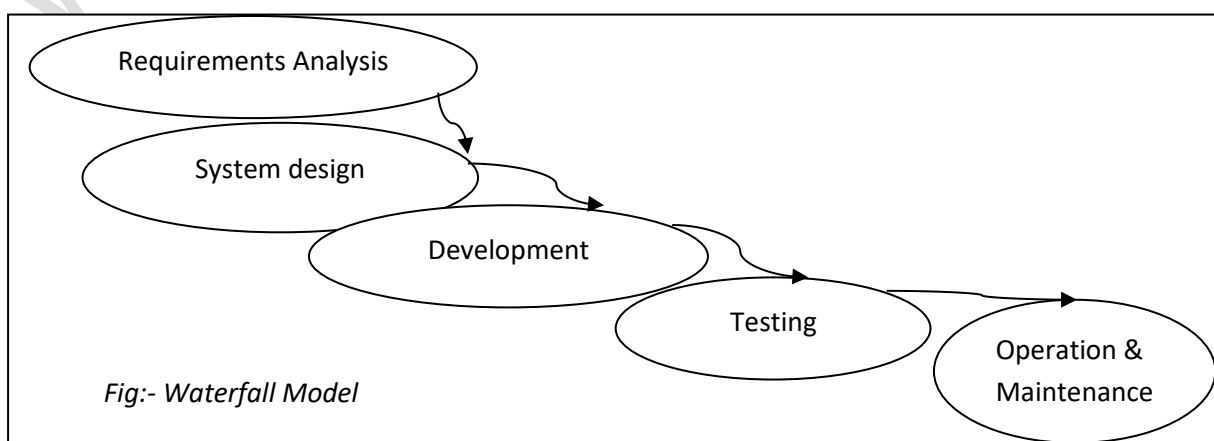 Requirements Analysis
System design
Development
Testing
Operation &
Maintenance
Fig:- Waterfall Model